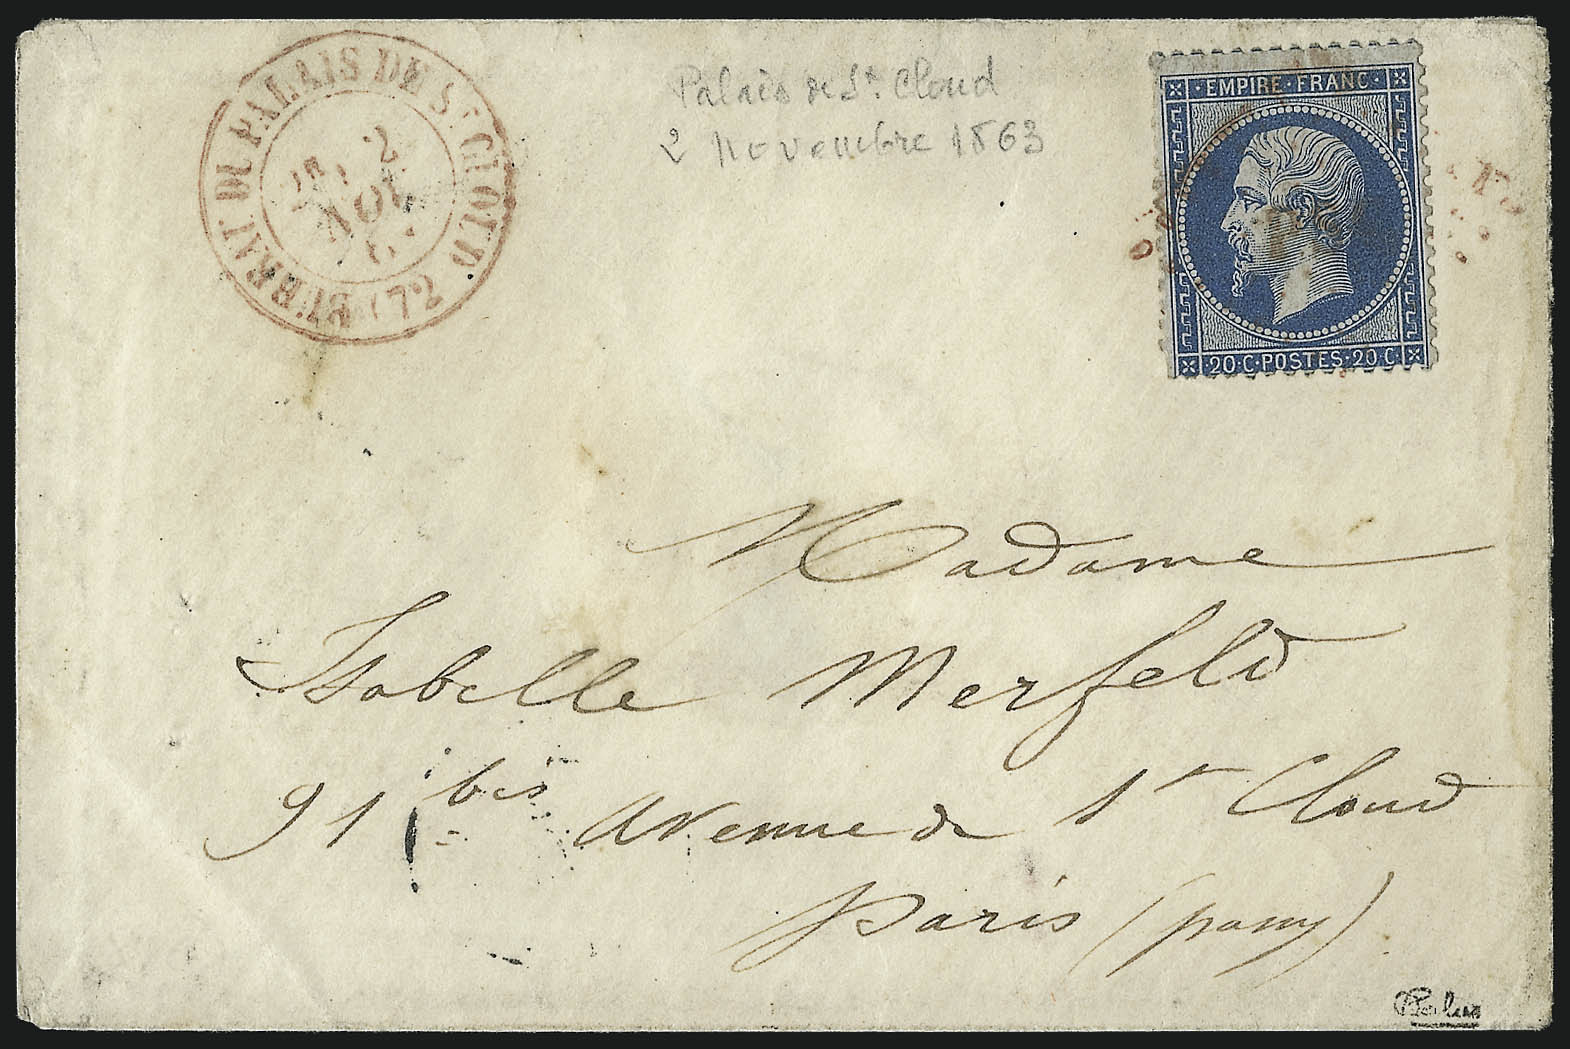 BUREAU DU PALAIS DE St CLOUD (72)
2
NOV.
6
Palais de St. Cloud
2 novembre 1863
EMPIRE · FRANC ·
· 20 · C · POSTES · 20 C ·
Madame
Isabelle Merfeld
91 bis Avenue de St Cloud
Paris (passy)